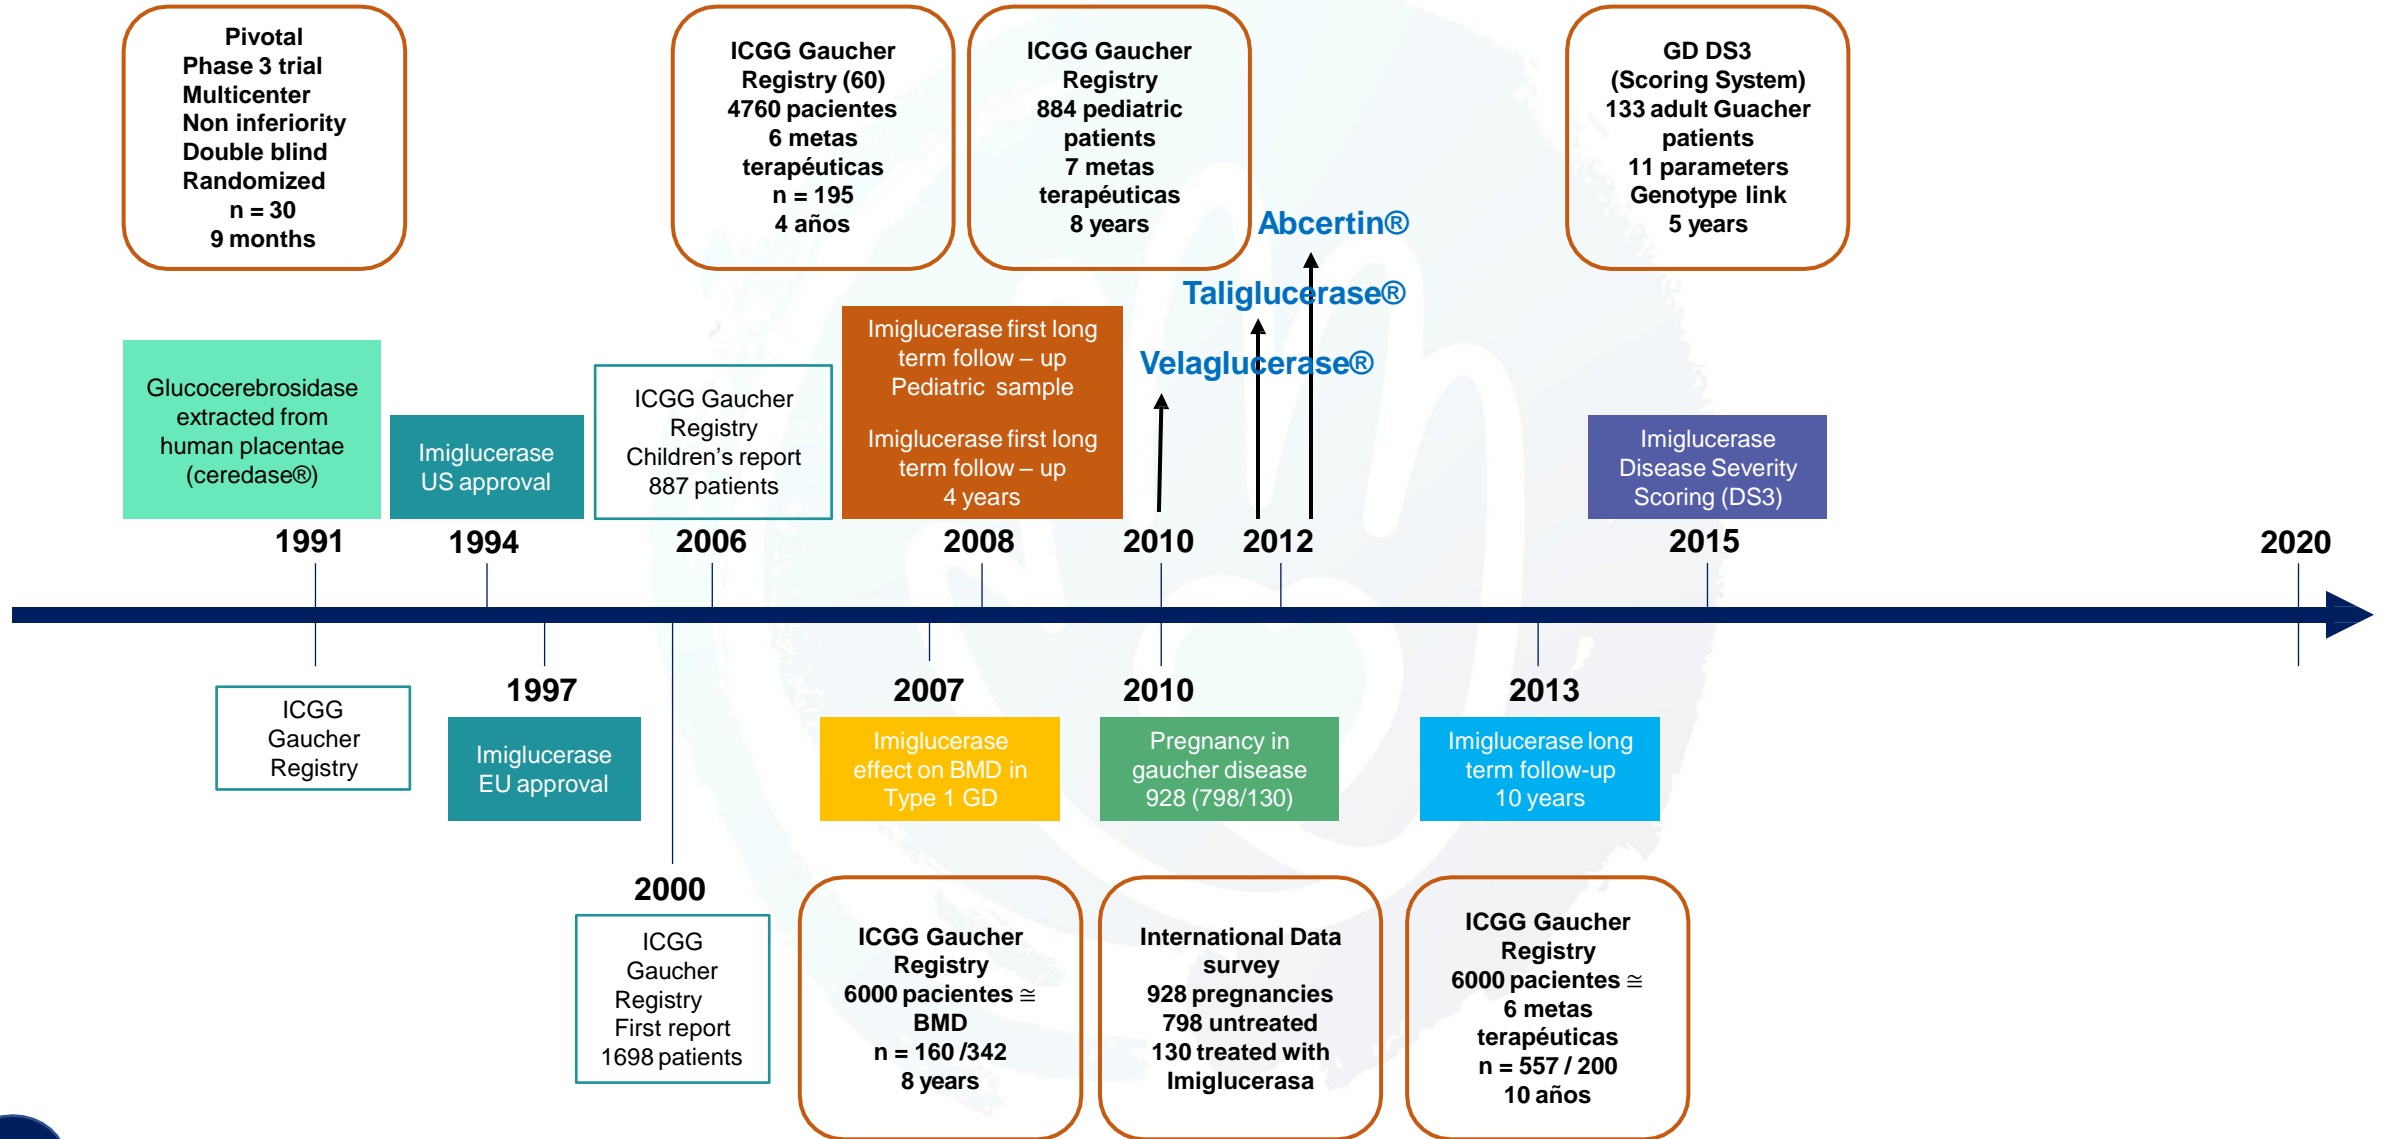 Pivotal
Phase 3 trial
Multicenter
Non inferiority
Double blind
Randomized
n = 30
9 months
ICGG Gaucher
Registry (60)
4760 pacientes
6 metas
terapéuticas
n = 195
4 años
ICGG Gaucher
Registry
884 pediatric
patients
7 metas
terapéuticas
8 years
GD DS3
(Scoring System)
133 adult Guacher
patients
11 parameters
Genotype link
5 years
Abcertin®
Taliglucerase®
Velaglucerase®
Glucocerebrosidase
extracted from
human placentae
(ceredase®)
Imiglucerase
US approval
ICGG Gaucher
Registry
Children’s report
887 patients
Imiglucerase first long
term follow – up
Pediatric sample
Imiglucerase first long
term follow – up
4 years
Imiglucerase
Disease Severity
Scoring (DS3)
1991
1994
2006
2008
2010
2012
2015
2020
1997
2007
2010
2013
ICGG
Gaucher
Registry
Imiglucerase
EU approval
Imiglucerase
effect on BMD in
Type 1 GD
Pregnancy in
gaucher disease
928 (798/130)
Imiglucerase long
term follow-up
10 years
2000
ICGG
Gaucher
Registry
First report
1698 patients
ICGG Gaucher
Registry
6000 pacientes ≅
BMD
n = 160 /342
8 years
International Data
survey
928 pregnancies
798 untreated
130 treated with
Imiglucerasa
ICGG Gaucher
Registry
6000 pacientes ≅
6 metas
terapéuticas
n = 557 / 200
10 años